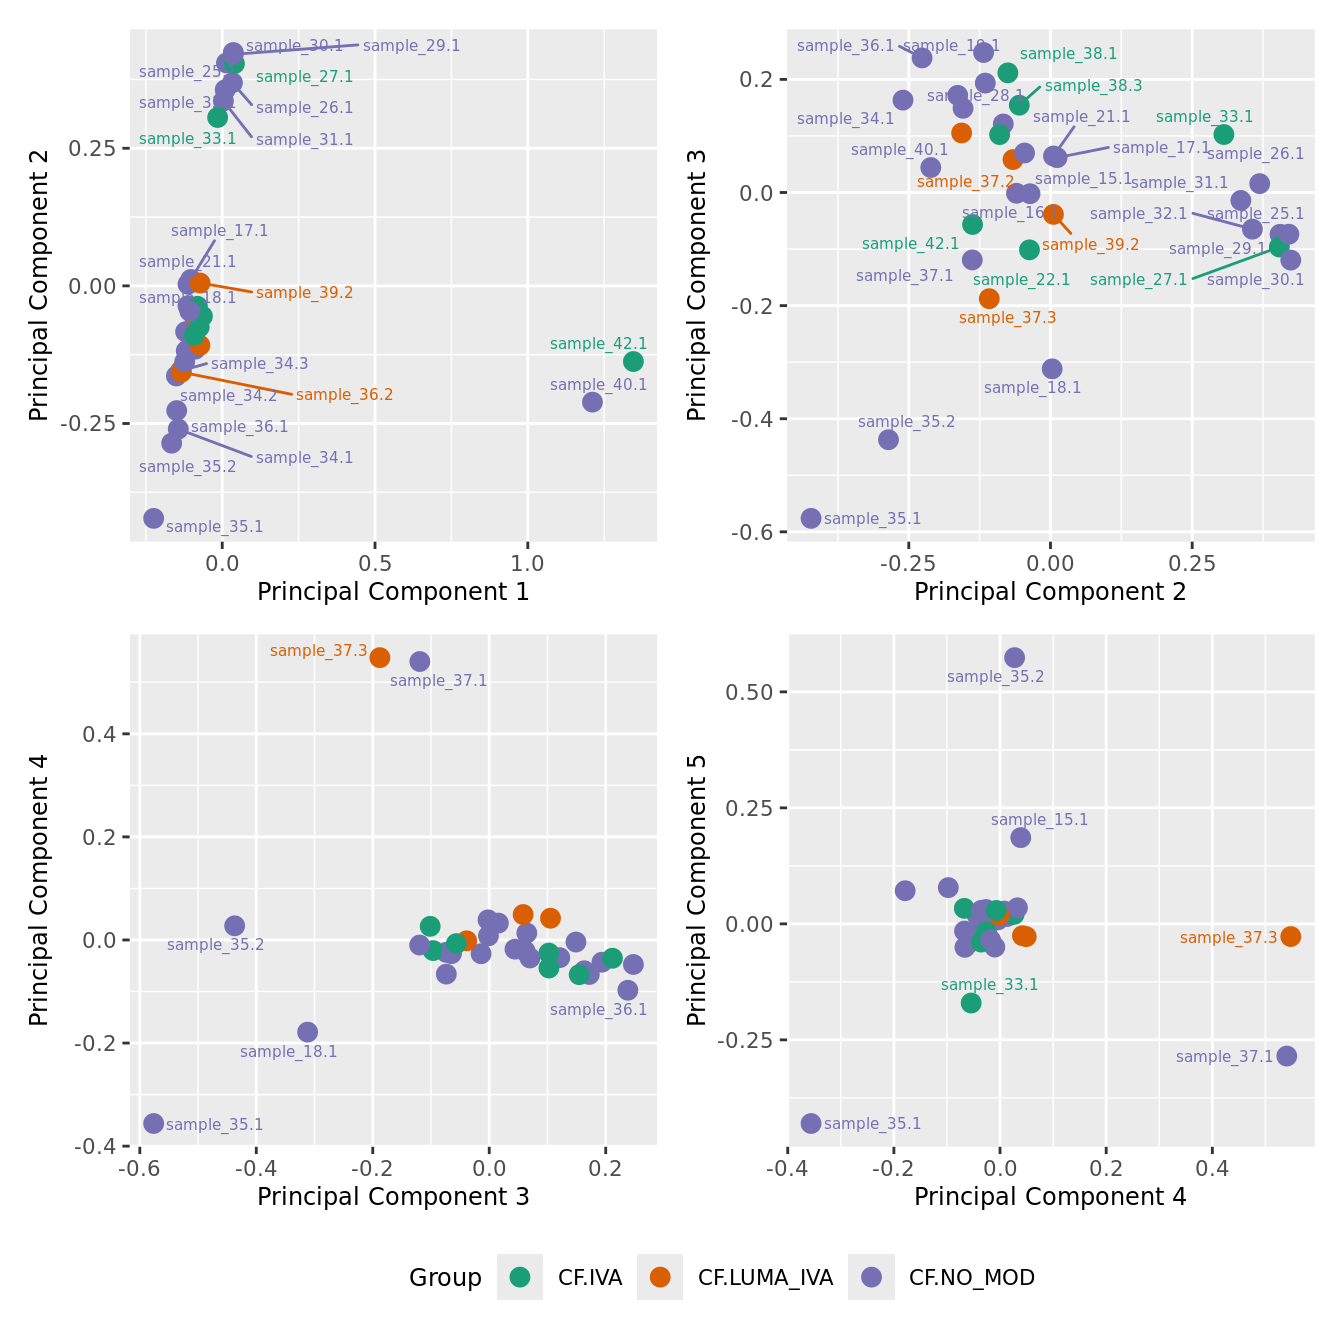 sample_30.1
sample_29.1
sample_27.1
sample_26.1
sample_33.1
sample_31.1
sample_17.1
sample_21.1
sample_18.1
sample_39.2
sample_42.1
sample_40.1
sample_34.3
sample_34.2
sample_36.2
sample_36.1
sample_34.1
sample_35.2
sample_35.1
0.25
0.00
-0.25
0.0 0.5 1.0
Principal Component 1
Principal Component 2
sample_36.1
sample_19.1
sample_38.1
sample_38.3
sample_28.1
sample_34.1
sample_21.1
sample_33.1
sample_40.1
sample_17.1
sample_26.1
sample_37.2
sample_15.1
sample_31.1
sample_32.1
sample_25.1
sample_42.1
sample_39.2
sample_29.1
sample_37.1
sample_22.1
sample_27.1
sample_30.1
sample_37.3
sample_18.1
sample_35.2
sample_35.1
0.2
0.0
-0.2
-0.4
-0.6
-0.25 0.00 0.25
Principal Component 2
Principal Component 3
sample_37.3
sample_37.1
sample_35.2
sample_36.1
sample_18.1
sample_35.1
0.4
0.2
0.0
-0.2
-0.4
-0.6 -0.4 -0.2 0.0 0.2
Principal Component 3
Principal Component 4
sample_35.2
sample_15.1
sample_37.3
sample_33.1
sample_37.1
sample_35.1
0.50
0.25
0.00
-0.25
-0.4 -0.2 0.0 0.2 0.4
Principal Component 4
Principal Component 5
Group CF.IVA CF.LUMA_IVA CF.NO_MOD